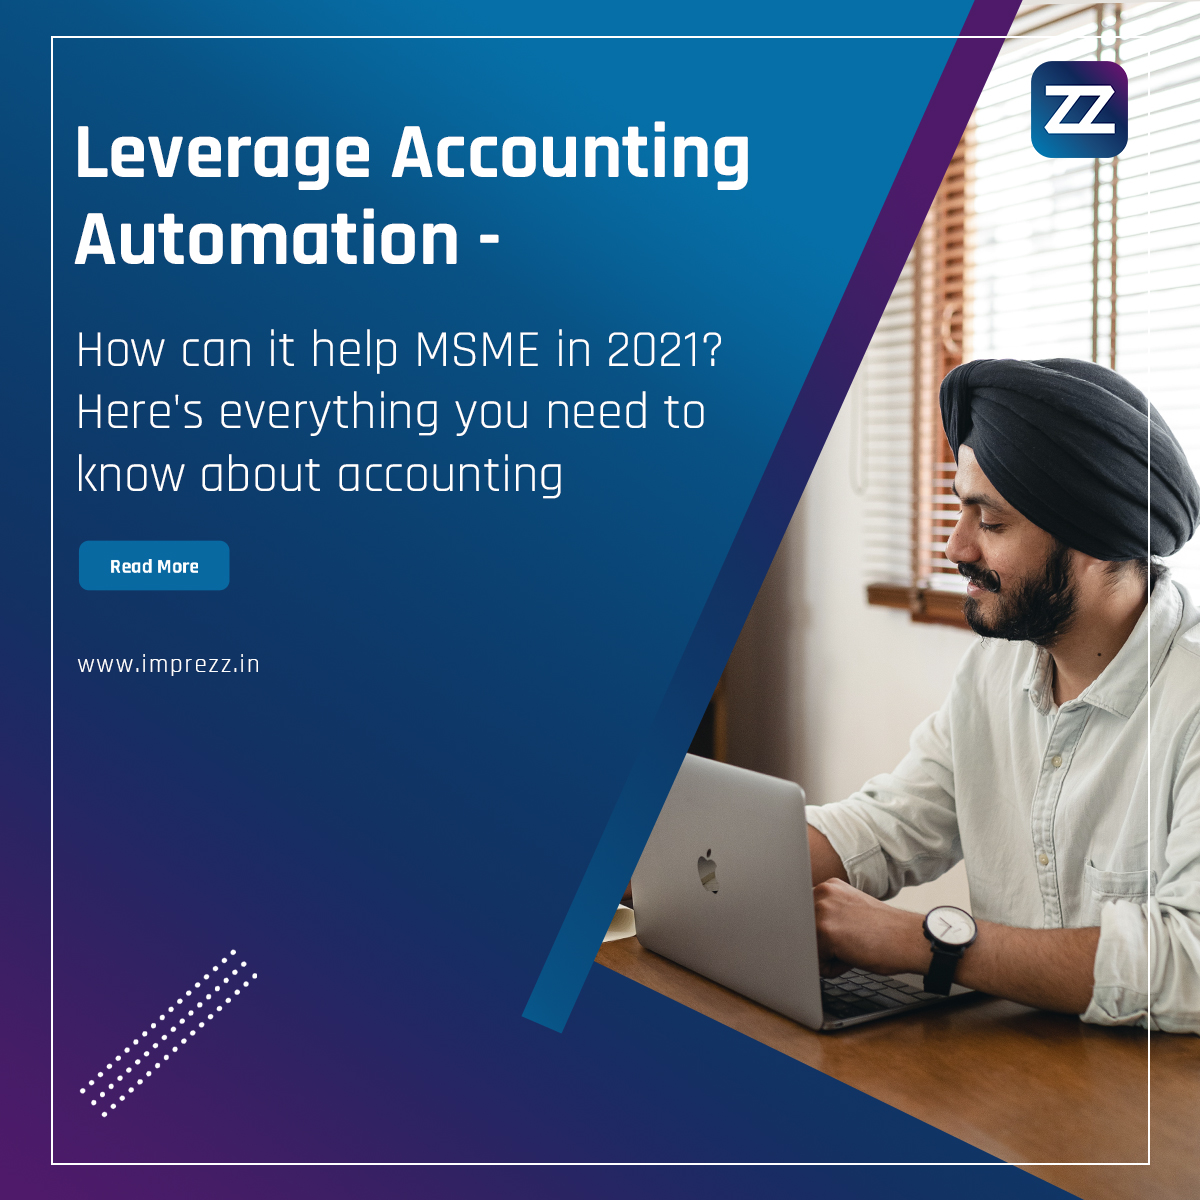 ZZ
Leverage Accounting
Automation -
How can it help MSME in 2021?
Here's everything you need to
know about accounting
Read More
www.imprezz.in